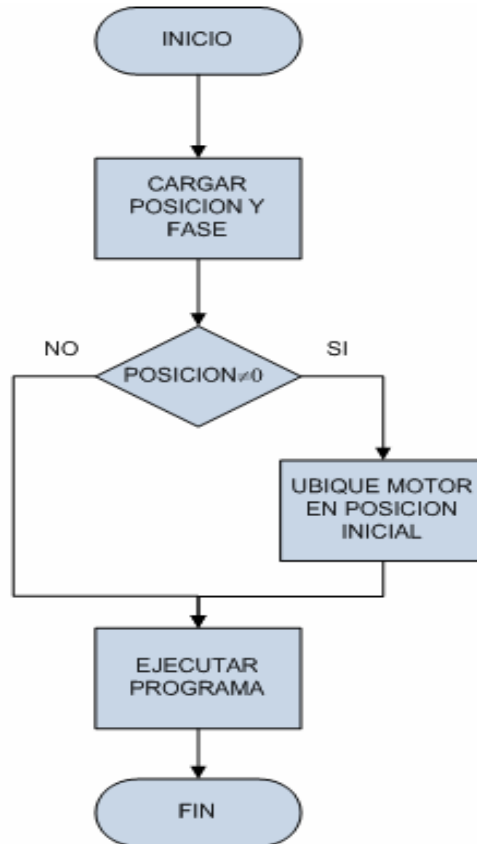 INICIO
CARGAR
POSICION Y
FASE
NO
SI
POSICION≠0
UBIQUE MOTOR
EN POSICION
INICIAL
EJECUTAR
PROGRAMA
FIN